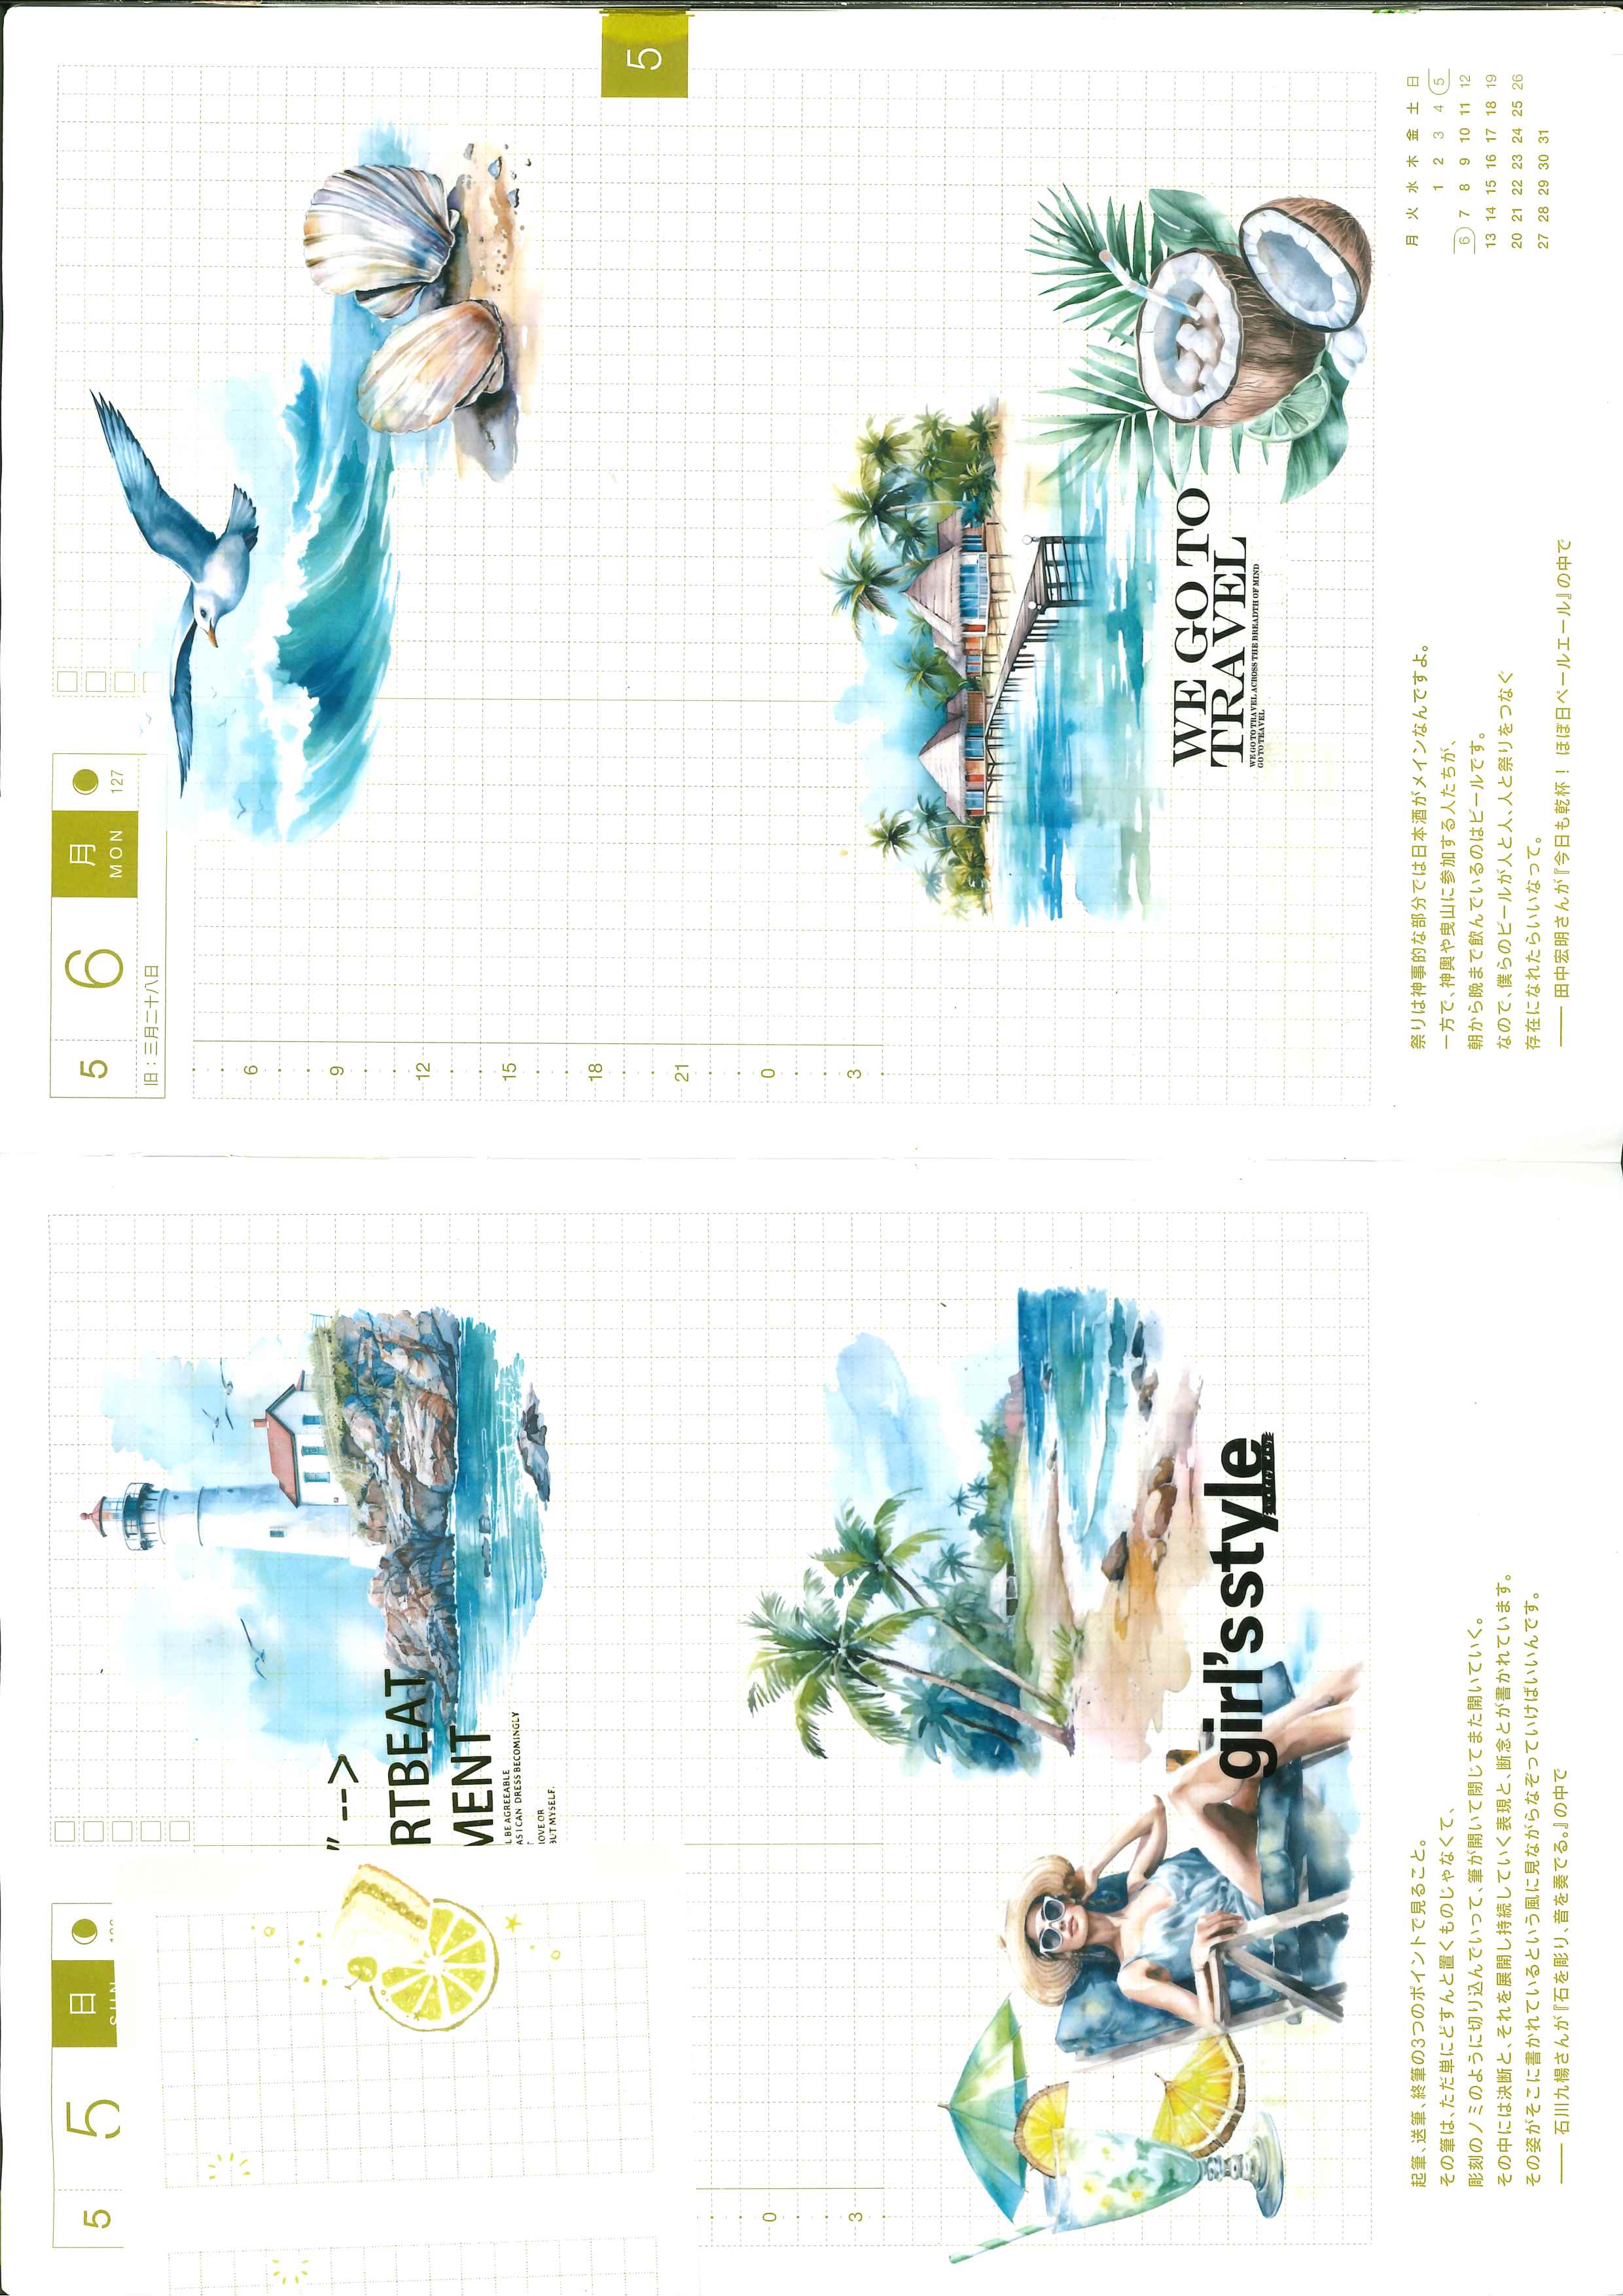 5
5
日
SUN
" -->
RTBEAT
MENT
L BE AGREEABLE
AS I CAN DRESS BECOMINGLY
OVE OR
BUT MYSELF.
0
3
girl's style
happy day
起筆、送筆、終筆の3つのポイントで見ること。
その筆は、ただ単にどすんと置くものじゃなくて、
彫刻のノミのように切り込んでいって、筆が開いて閉じてまた開いていく。
その中には決断と、それを展開し持続していく表現と、断念とが書かれています。
その姿がそこに書かれているという風に見ながらなぞっていけばいいんです。
—— 石川九楊さんが『石を彫り、音を奏でる。』の中で
5
6
月
MON
127
旧：三月二十八日
6
9
12
15
18
21
0
3
5
WE GO TO
TRAVEL
WE GO TO TRAVEL ACROSS THE BREADTH OF MIND
GO TO TEAVEL
祭りは神事的な部分では日本酒がメインなんですよ。
一方で、神輿や曳山に参加する人たちが、
朝から晩まで飲んでいるのはビールです。
なので、僕らのビールが人と人、人と祭りをつなぐ
存在になれたらいいなって。
—— 田中宏明さんが『今日も乾杯！ ほぼ日ペールエール』の中で
月 火 水 木 金 土 日
1 2 3 4 5
6 7 8 9 10 11 12
13 14 15 16 17 18 19
20 21 22 23 24 25 26
27 28 29 30 31